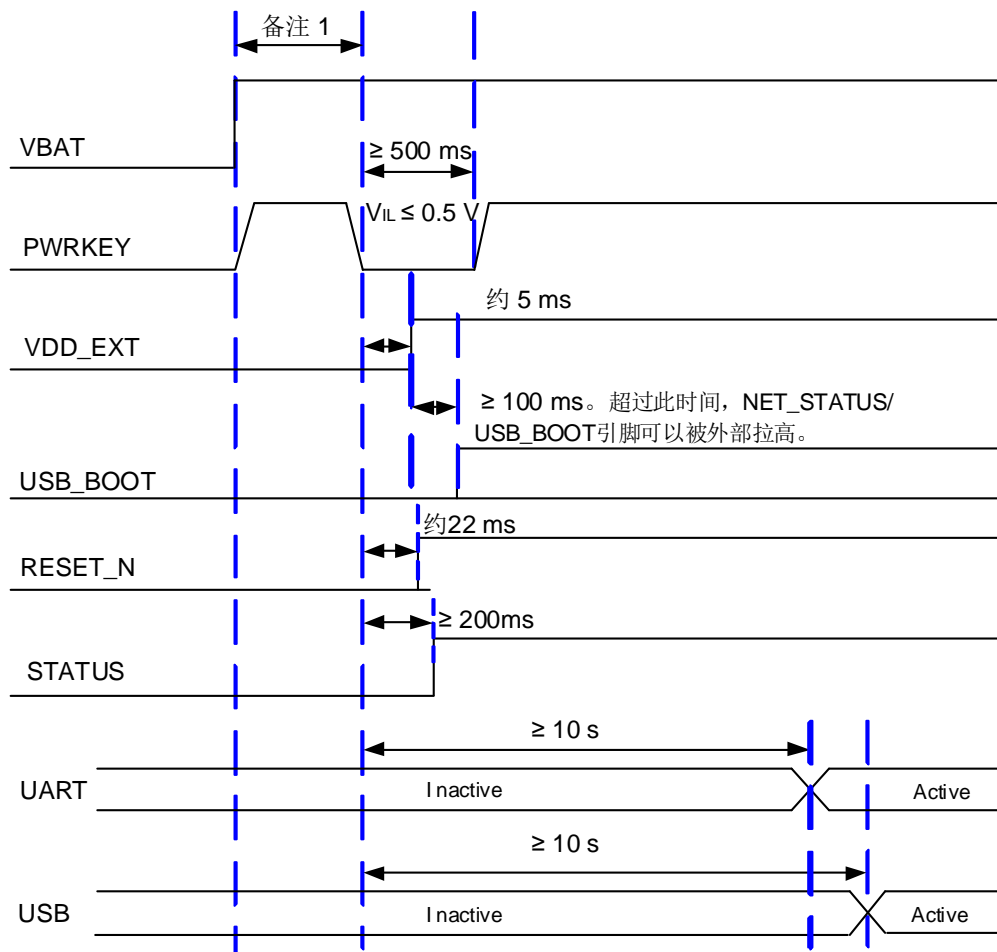 备注 1
VBAT
≥ 500 ms
VIL ≤ 0.5 V
PWRKEY
约 5 ms
VDD_EXT
≥ 100 ms。超过此时间，NET_STATUS/
USB_BOOT引脚可以被外部拉高。
USB_BOOT
约22 ms
RESET_N
≥ 200ms
STATUS
≥ 10 s
UART
Inactive
Active
≥ 10 s
USB
Inactive
Active